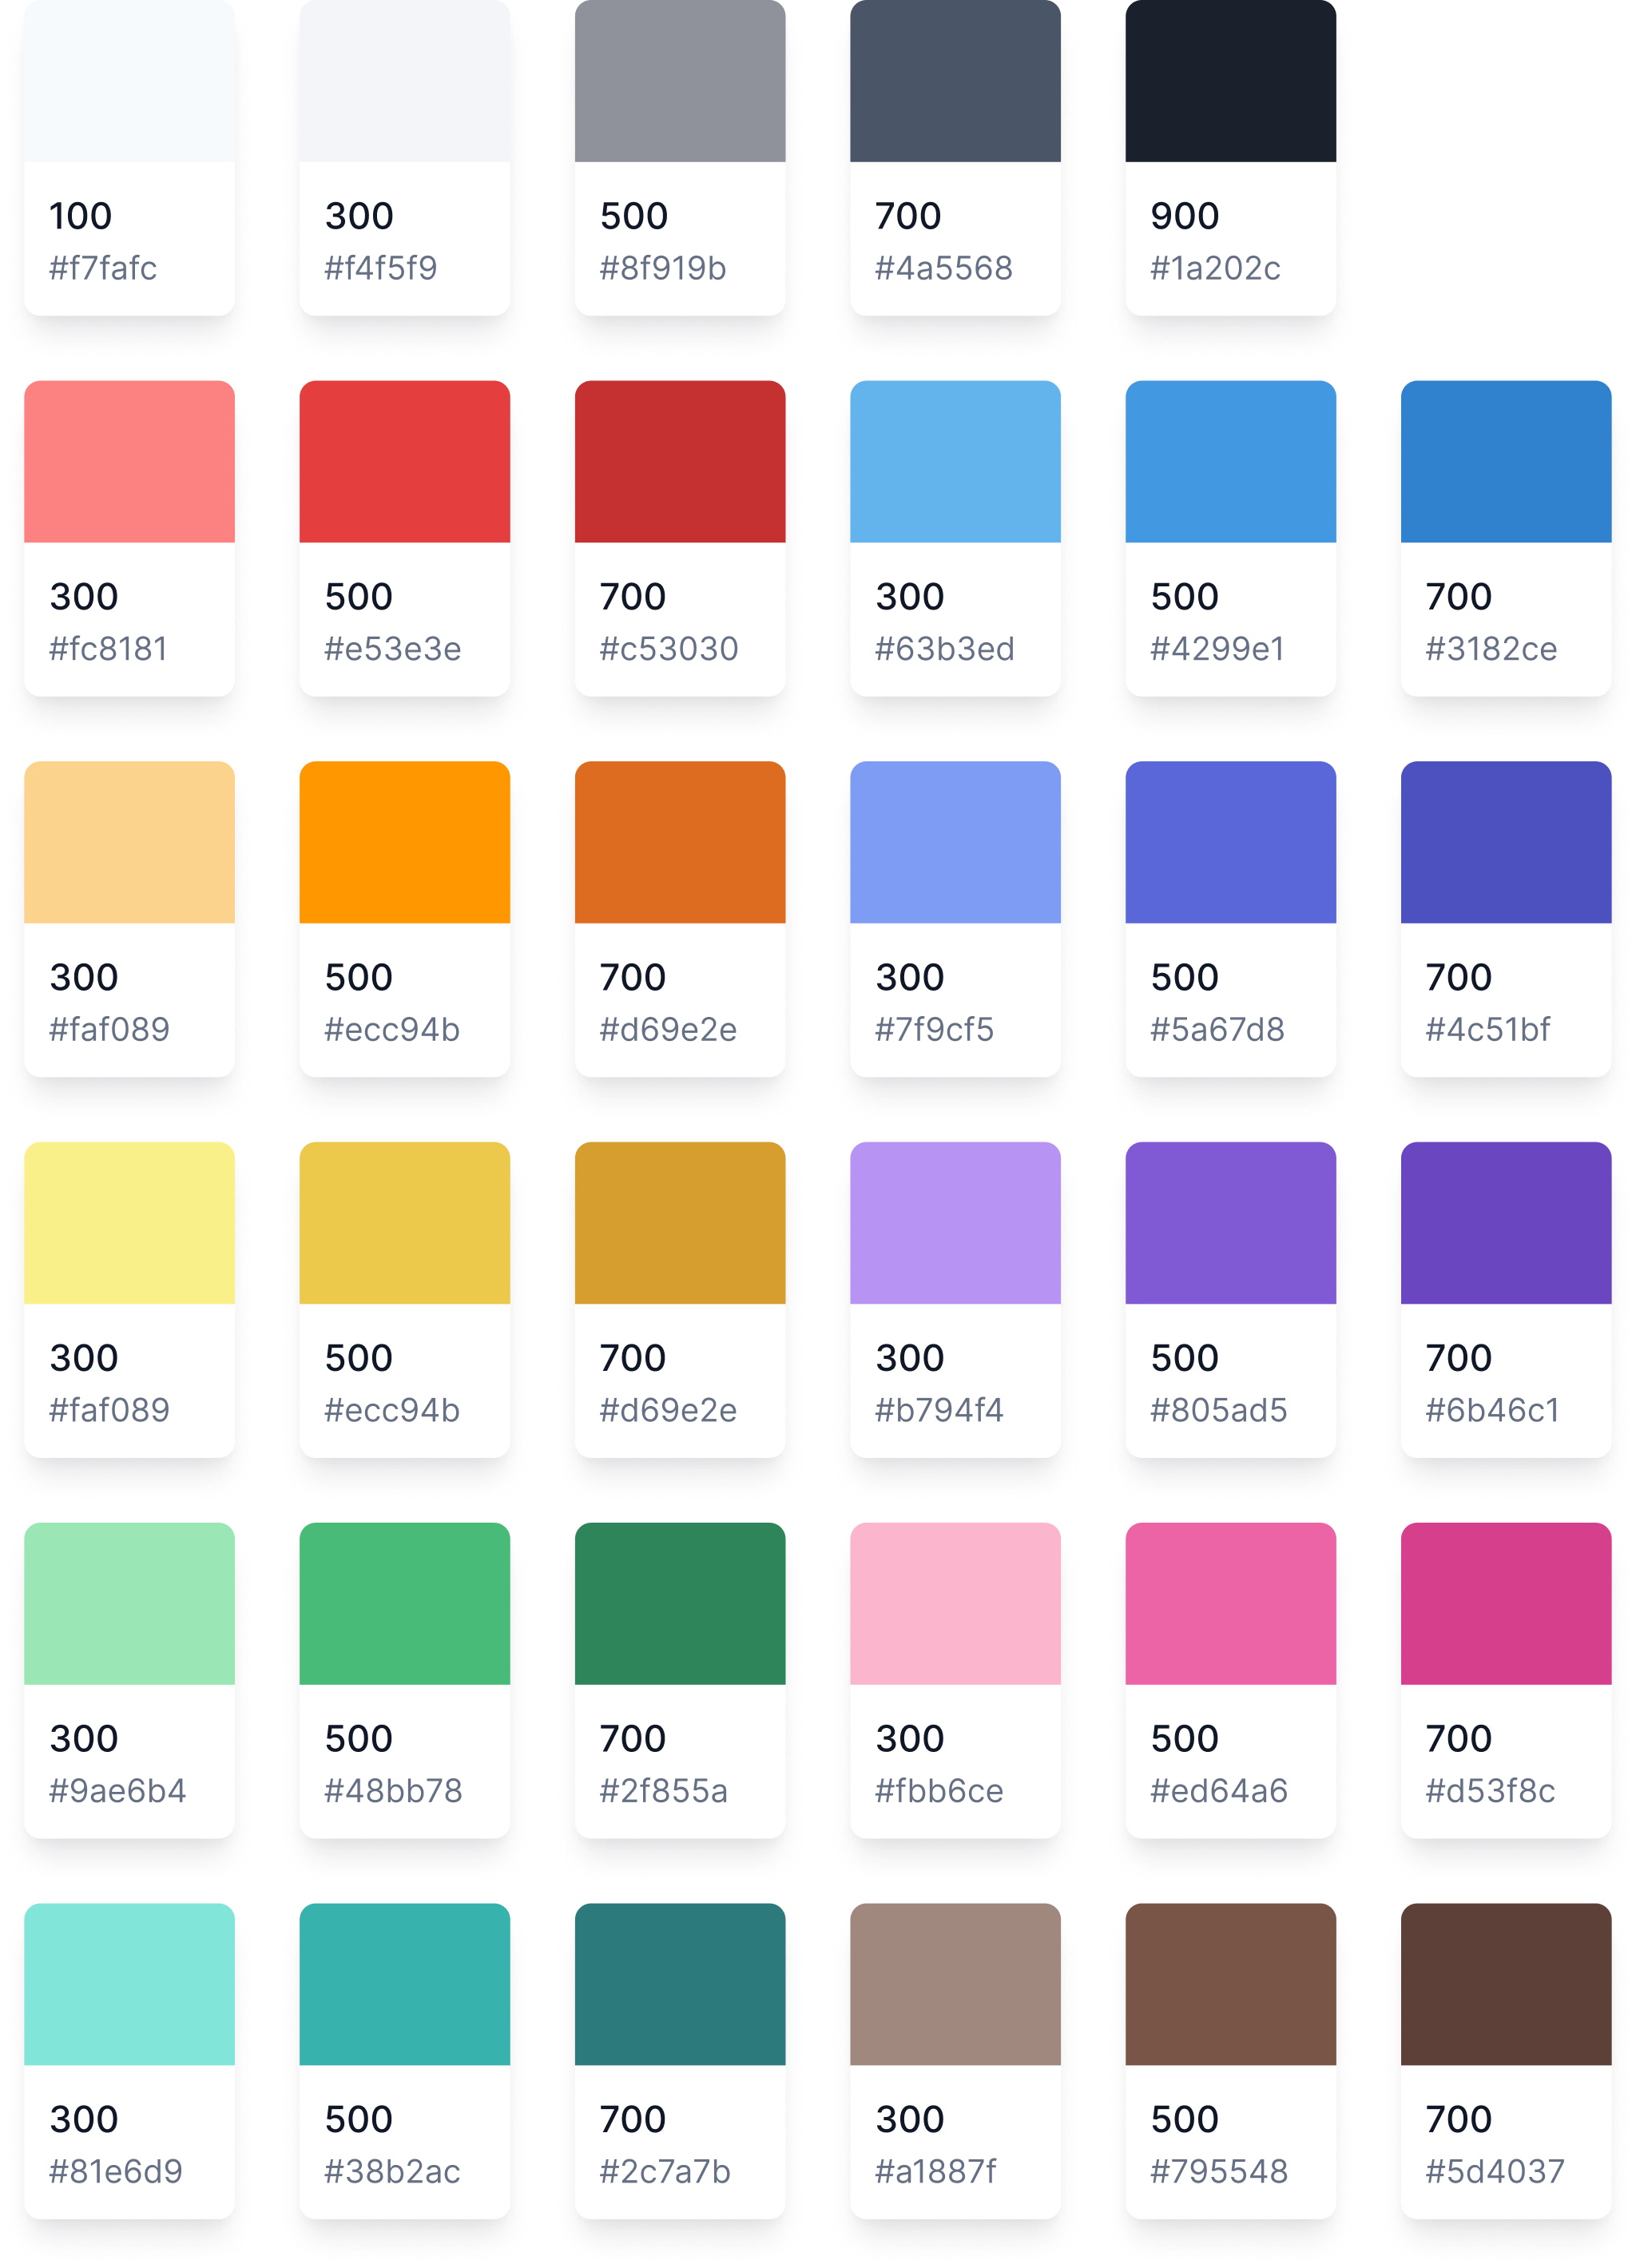 100
#f7fafc
300
#f4f5f9
500
#8f919b
700
#4a5568
900
#1a202c
300
#fc8181
500
#e53e3e
700
#c53030
300
#63b3ed
500
#4299e1
700
#3182ce
300
#faf089
500
#ecc94b
700
#d69e2e
300
#7f9cf5
500
#5a67d8
700
#4c51bf
300
#faf089
500
#ecc94b
700
#d69e2e
300
#b794f4
500
#805ad5
700
#6b46c1
300
#9ae6b4
500
#48bb78
700
#2f855a
300
#fbb6ce
500
#ed64a6
700
#d53f8c
300
#81e6d9
500
#38b2ac
700
#2c7a7b
300
#a1887f
500
#795548
700
#5d4037